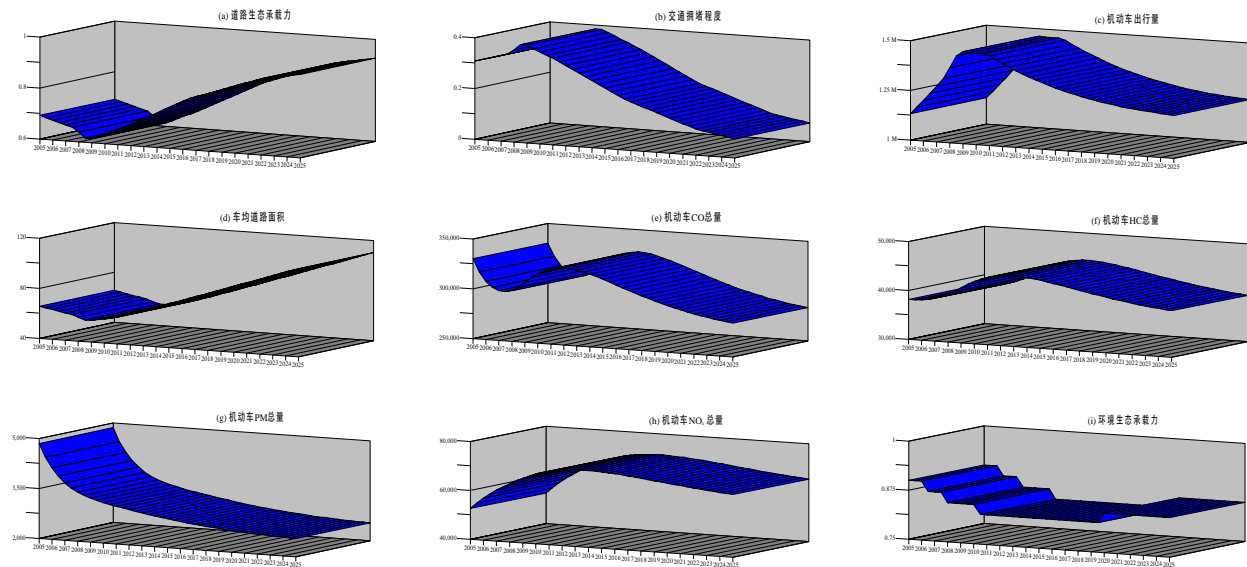 (a) 道路生态承载力
1
0.8
0.6
2005 2006 2007 2008 2009 2010 2011 2012 2013 2014 2015 2016 2017 2018 2019 2020 2021 2022 2023 2024 2025
(b) 交通拥堵程度
0.4
0.2
0
2005 2006 2007 2008 2009 2010 2011 2012 2013 2014 2015 2016 2017 2018 2019 2020 2021 2022 2023 2024 2025
(c) 机动车出行量
1.5 M
1.25 M
1 M
2005 2006 2007 2008 2009 2010 2011 2012 2013 2014 2015 2016 2017 2018 2019 2020 2021 2022 2023 2024 2025
(d) 车均道路面积
120
80
40
2005 2006 2007 2008 2009 2010 2011 2012 2013 2014 2015 2016 2017 2018 2019 2020 2021 2022 2023 2024 2025
(e) 机动车CO总量
350,000
300,000
250,000
2005 2006 2007 2008 2009 2010 2011 2012 2013 2014 2015 2016 2017 2018 2019 2020 2021 2022 2023 2024 2025
(f) 机动车HC总量
50,000
40,000
30,000
2005 2006 2007 2008 2009 2010 2011 2012 2013 2014 2015 2016 2017 2018 2019 2020 2021 2022 2023 2024 2025
(g) 机动车PM总量
5,000
3,500
2,000
2005 2006 2007 2008 2009 2010 2011 2012 2013 2014 2015 2016 2017 2018 2019 2020 2021 2022 2023 2024 2025
(h) 机动车NOx 总量
80,000
60,000
40,000
2005 2006 2007 2008 2009 2010 2011 2012 2013 2014 2015 2016 2017 2018 2019 2020 2021 2022 2023 2024 2025
(i) 环境生态承载力
1
0.875
0.75
2005 2006 2007 2008 2009 2010 2011 2012 2013 2014 2015 2016 2017 2018 2019 2020 2021 2022 2023 2024 2025